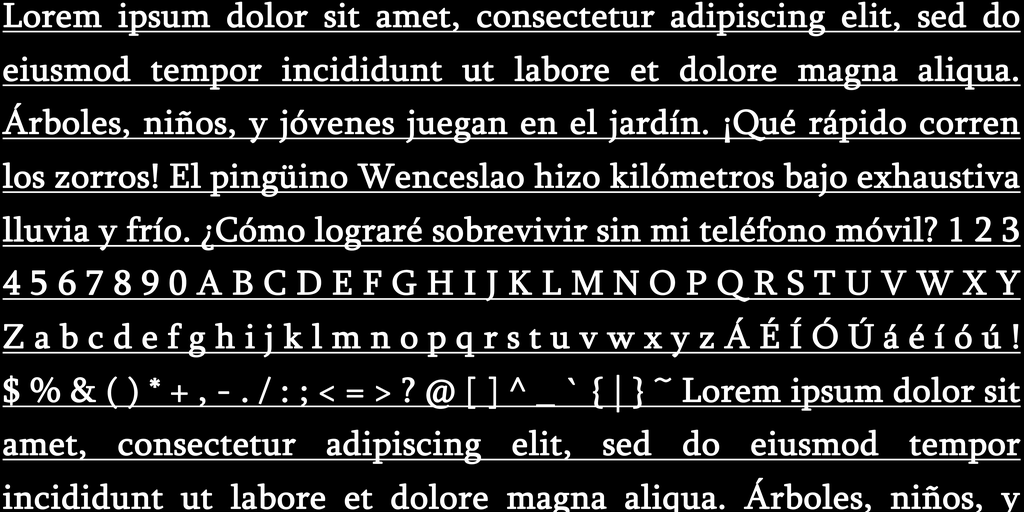 Lorem ipsum dolor sit amet, consectetur adipiscing elit, sed do
eiusmod tempor incididunt ut labore et dolore magna aliqua.
Árboles, niños, y jóvenes juegan en el jardín. ¡Qué rápido corren
los zorros! El pingüino Wenceslao hizo kilómetros bajo exhaustiva
lluvia y frío. ¿Cómo lograré sobrevivir sin mi teléfono móvil? 1 2 3
4 5 6 7 8 9 0 A B C D E F G H I J K L M N O P Q R S T U V W X Y
Z a b c d e f g h i j k l m n o p q r s t u v w x y z Á É Í Ó Ú á é í ó ú !
$ % & ( ) * + , - . / : ; < = > ? @ [ ] ^ _ ` { | } ~ Lorem ipsum dolor sit
amet, consectetur adipiscing elit, sed do eiusmod tempor
incididunt ut labore et dolore magna aliqua. Árboles, niños, y